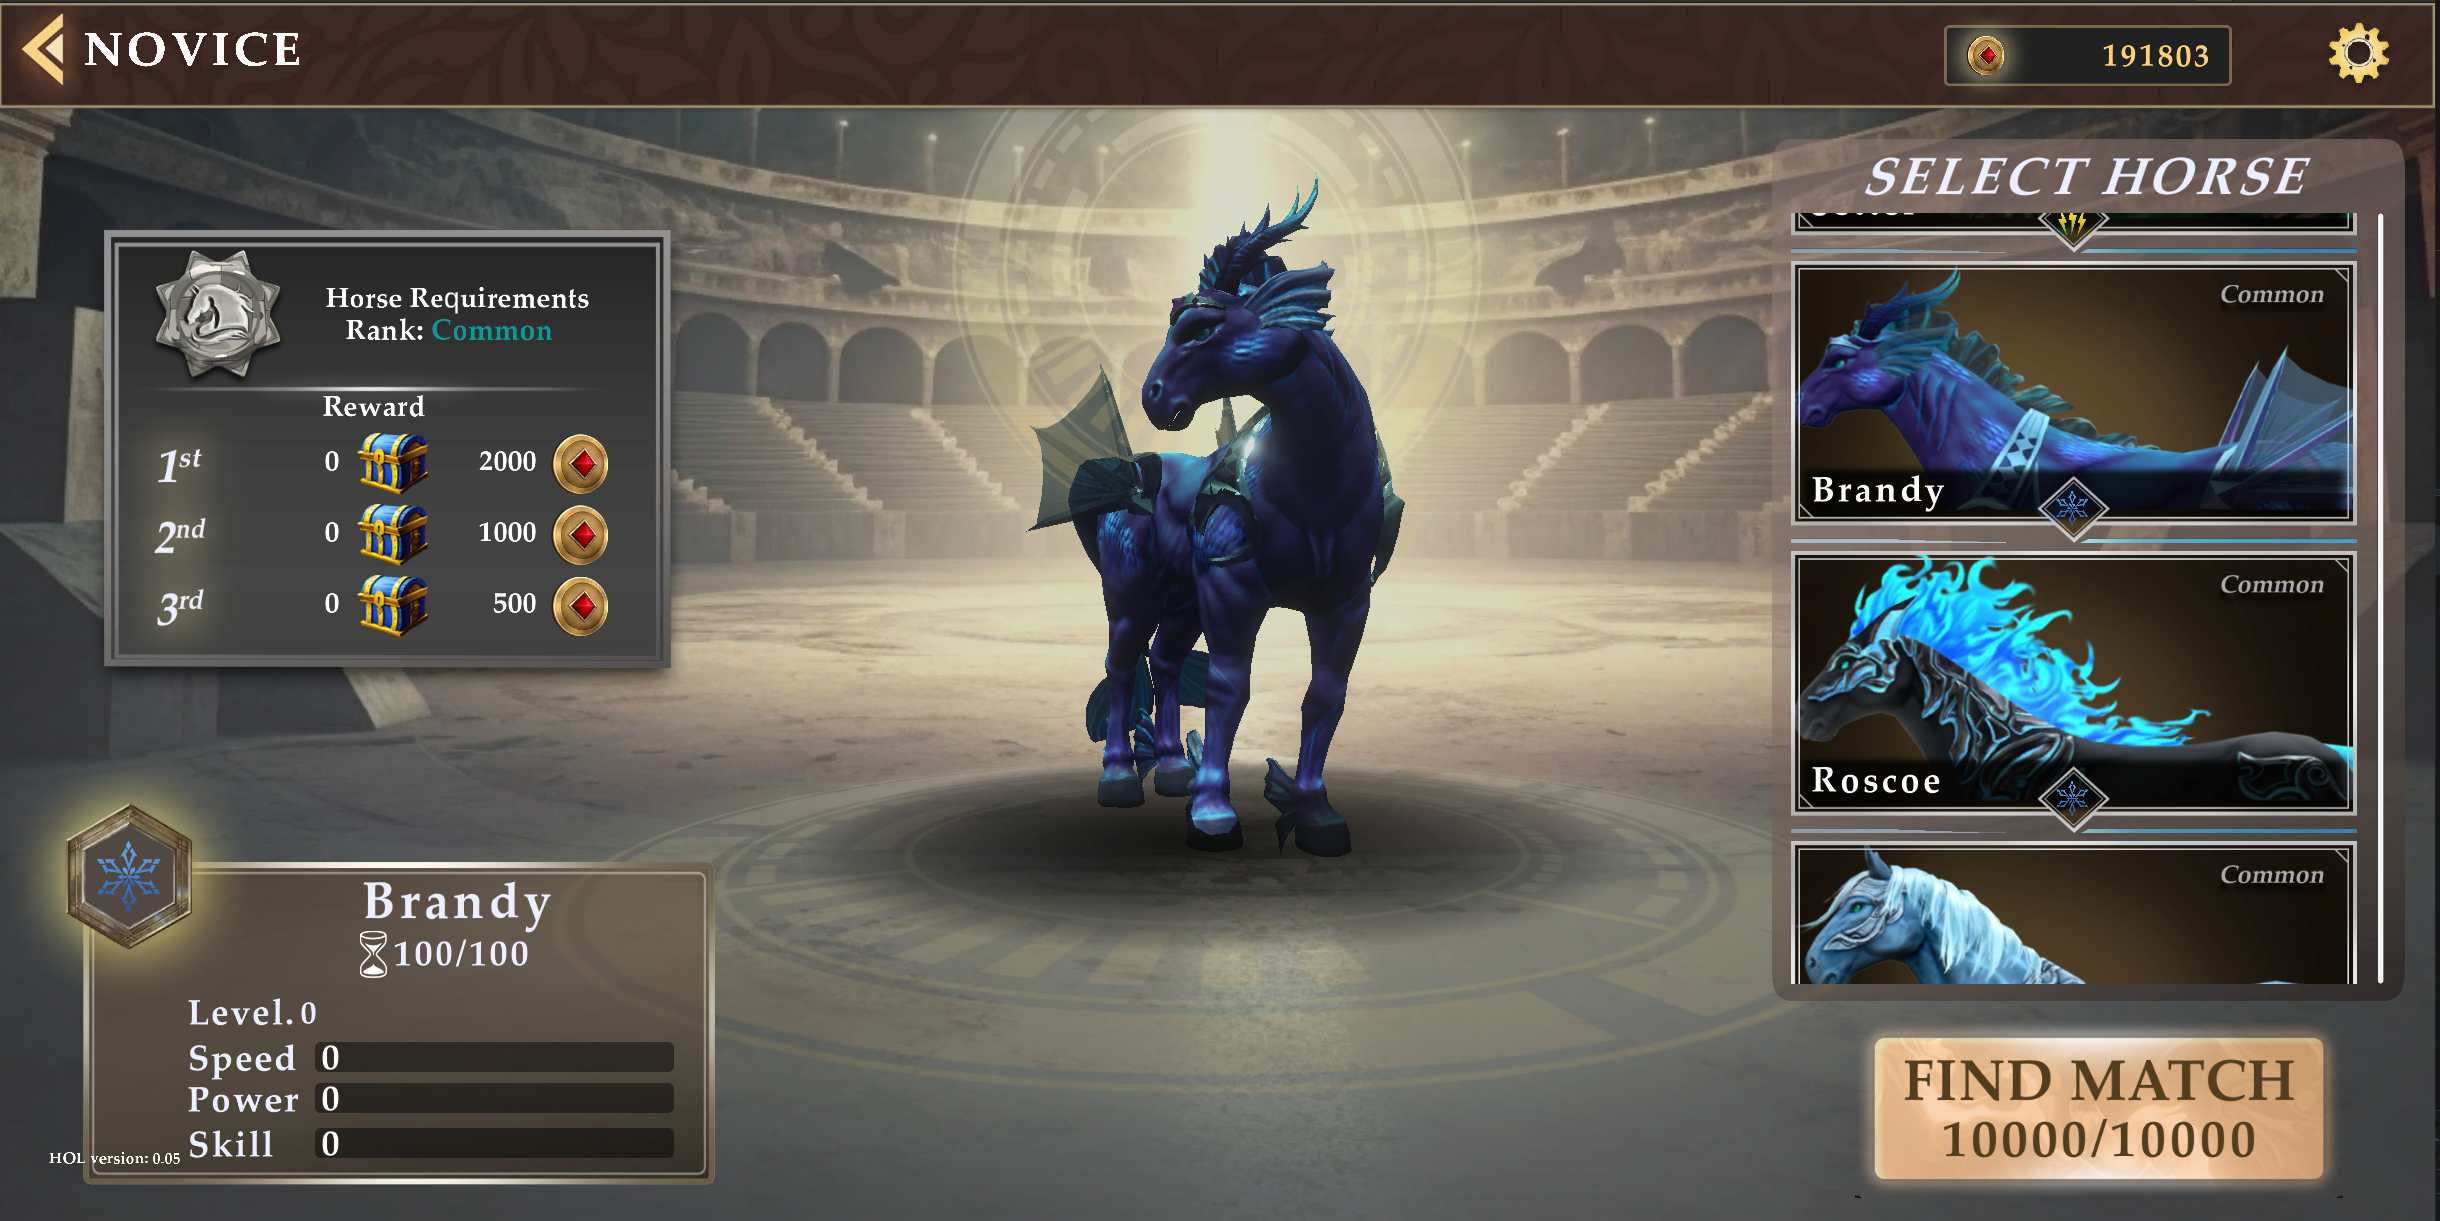 NOVICE
191803
Horse Requirements
Rank: Common
Reward
1st 0 2000
2nd 0 1000
3rd 0 500
Brandy
100/100
Level. 0
Speed 0
Power 0
Skill 0
HOL version: 0.05
SELECT HORSE
Common
Brandy
Common
Roscoe
Common
FIND MATCH
10000/10000